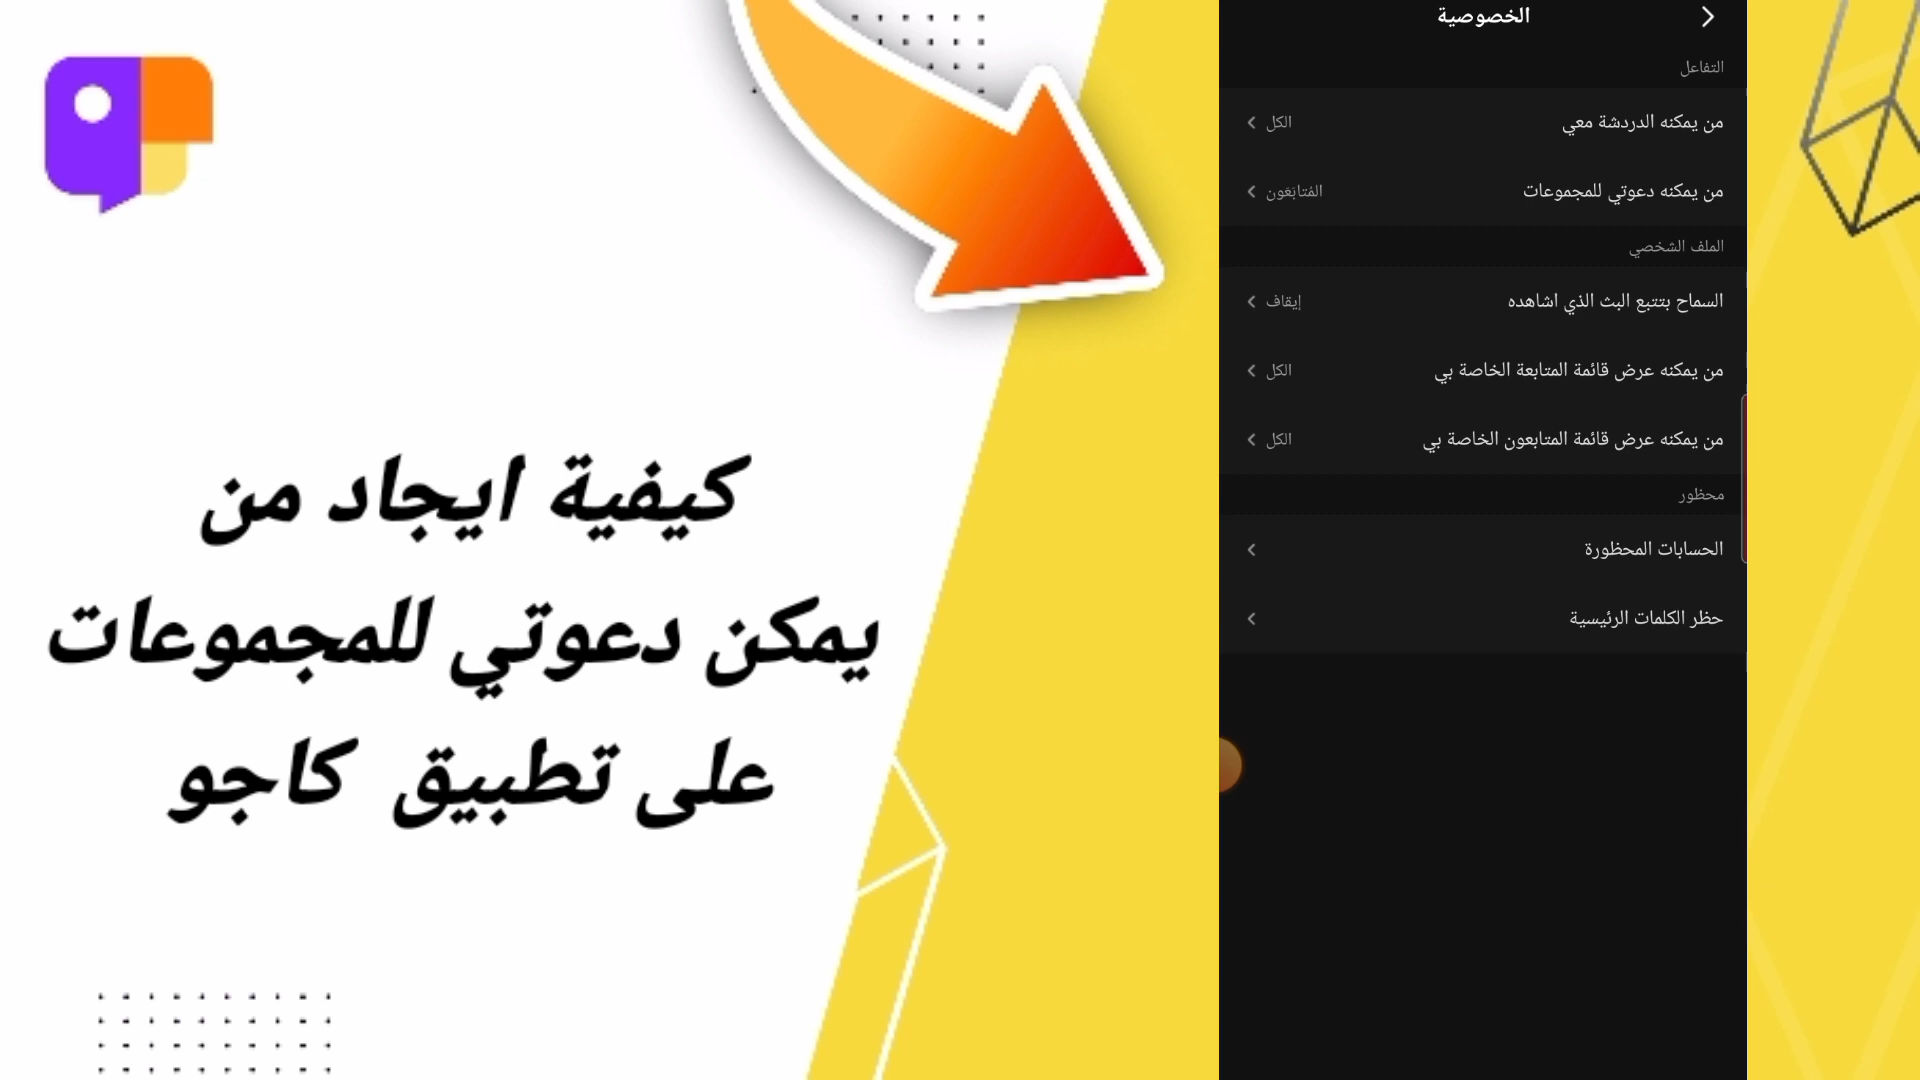 كيفية ايجاد من
يمكن دعوتي للمجموعات
على تطبيق كاجو
الخصوصية
التفاعل
من يمكنه الدردشة معي الكل
من يمكنه دعوتي للمجموعات المُتابَعون
الملف الشخصي
السماح بتتبع البث الذي اشاهده إيقاف
من يمكنه عرض قائمة المتابعة الخاصة بي الكل
من يمكنه عرض قائمة المتابعون الخاصة بي الكل
محظور
الحسابات المحظورة
حظر الكلمات الرئيسية